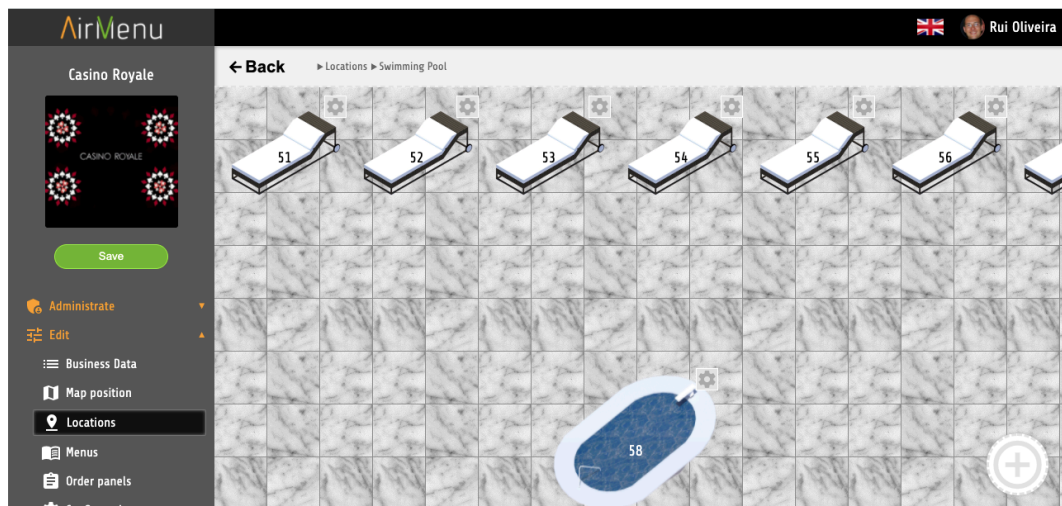 AirMenu
Rui Oliveira
Casino Royale
←Back
▶Locations ▶Swimming Pool
CASINO ROYALE
51
52
53
54
55
56
Save
Administrate
Edit
Business Data
Map position
Locations
Menus
Order panels
58